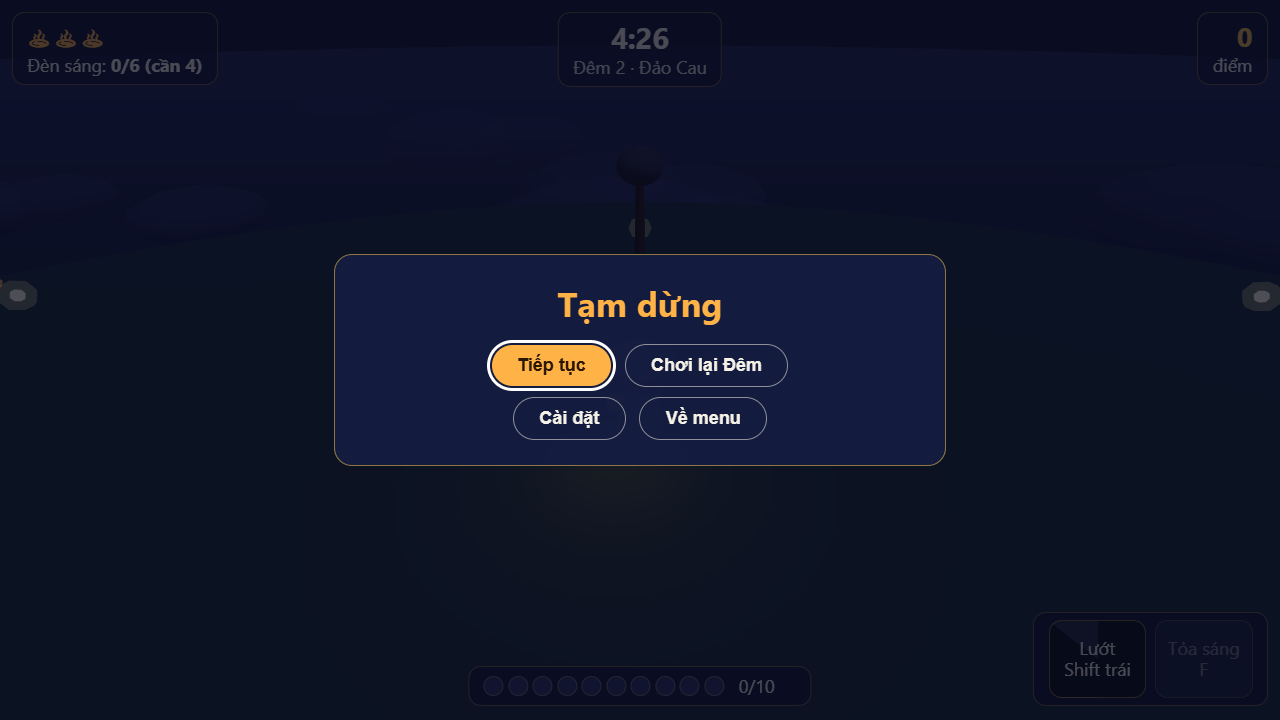 Đèn sáng: 0/6 (cần 4)
4:26
Đêm 2 · Đảo Cau
0
điểm
Tạm dừng
Tiếp tục
Chơi lại Đêm
Cài đặt
Về menu
0/10
Lướt
Shift trái
Tỏa sáng
F